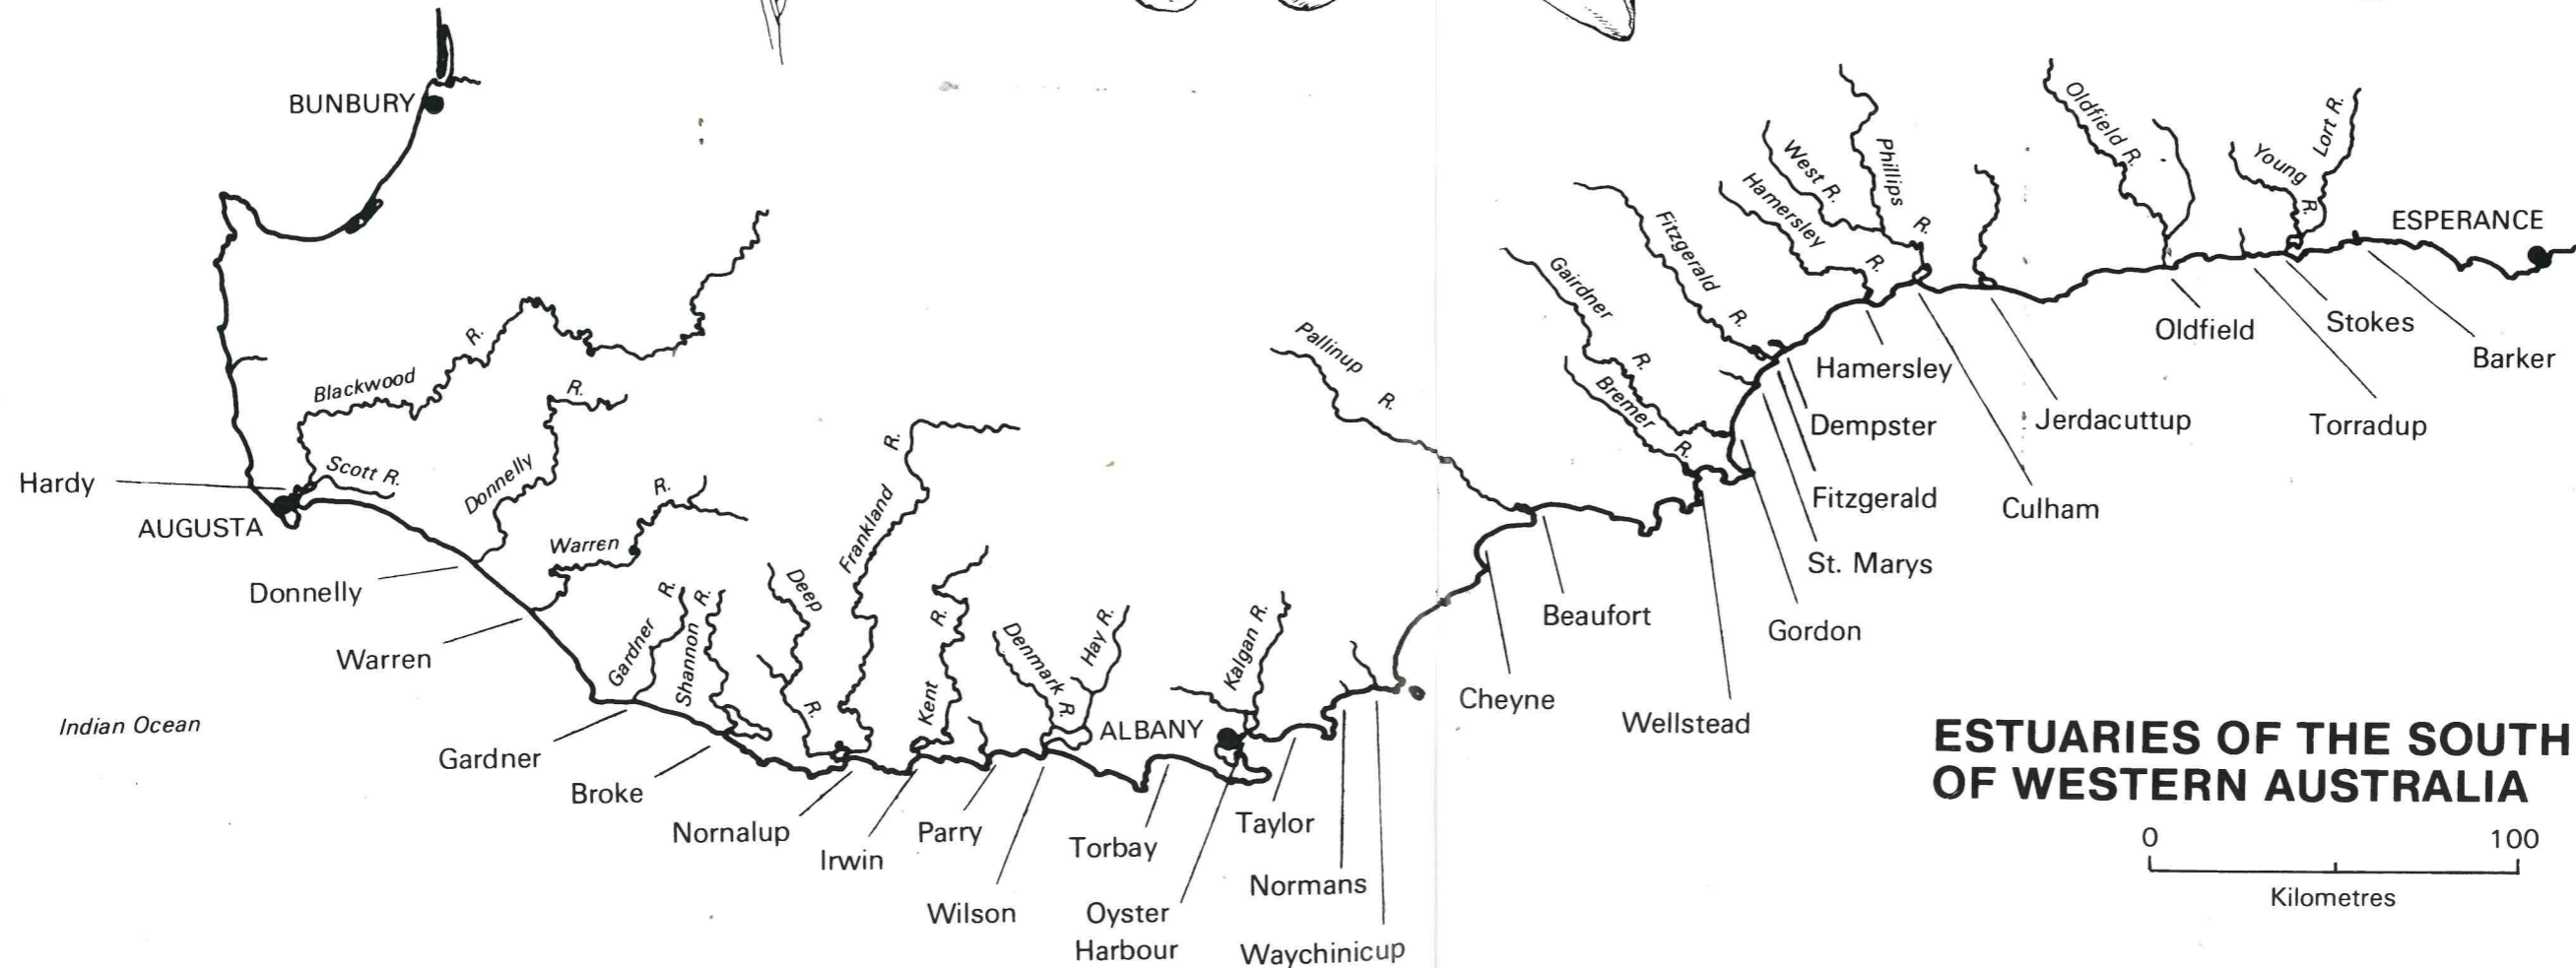 BUNBURY
Blackwood R.
Scott R.
Hardy
AUGUSTA
Donnelly R.
Donnelly
Warren R.
Warren
Gardner R.
Shannon R.
Deep R.
Frankland R.
Kent R.
Denmark R.
Hay R.
Kalgan R.
ALBANY
Indian Ocean
Gardner
Broke
Nornalup
Irwin
Parry
Wilson
Torbay
Oyster
Harbour
Taylor
Normans
Waychinicup
Pallinup R.
Cheyne
Beaufort
Wellstead
Bremer R.
Gairdner R.
Gordon
St. Marys
Fitzgerald R.
Fitzgerald
Dempster
Hamersley R.
Hamersley
West R.
Phillips R.
Culham
Jerdacuttup
Oldfield R.
Oldfield
Young R.
Lort R.
Torradup
Stokes
Barker
ESPERANCE
ESTUARIES OF THE SOUTH
OF WESTERN AUSTRALIA
0 100
Kilometres